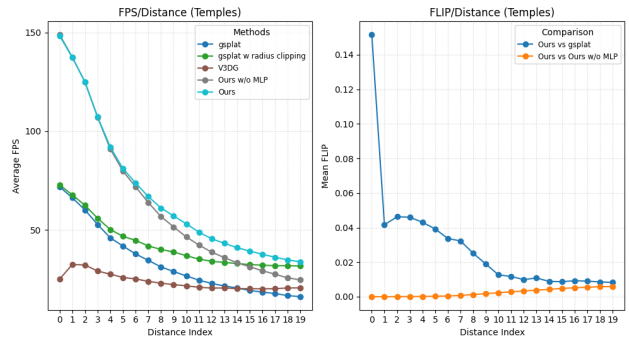 FPS/Distance (Temples)
150
100
50
Average FPS
0 1 2 3 4 5 6 7 8 9 10 11 12 13 14 15 16 17 18 19
Distance Index
Methods
gsplat
gsplat w radius clipping
V3DG
Ours w/o MLP
Ours
FLIP/Distance (Temples)
0.14
0.12
0.10
0.08
0.06
0.04
0.02
0.00
Mean FLIP
0 1 2 3 4 5 6 7 8 9 10 11 12 13 14 15 16 17 18 19
Distance Index
Comparison
Ours vs gsplat
Ours vs Ours w/o MLP